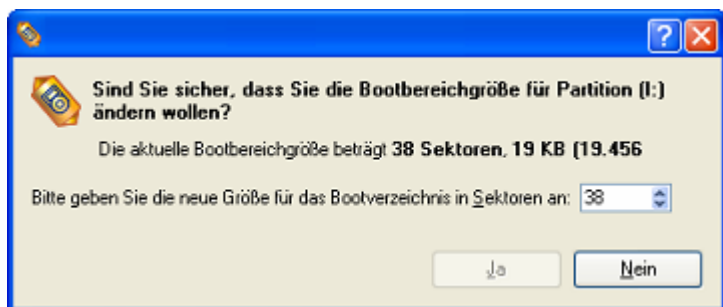 Sind Sie sicher, dass Sie die Bootbereichgröße für Partition (I:)
ändern wollen?
Die aktuelle Bootbereichgröße beträgt 38 Sektoren, 19 KB (19.456
Bitte geben Sie die neue Größe für das Bootverzeichnis in Sektoren an: 38
Ja Nein